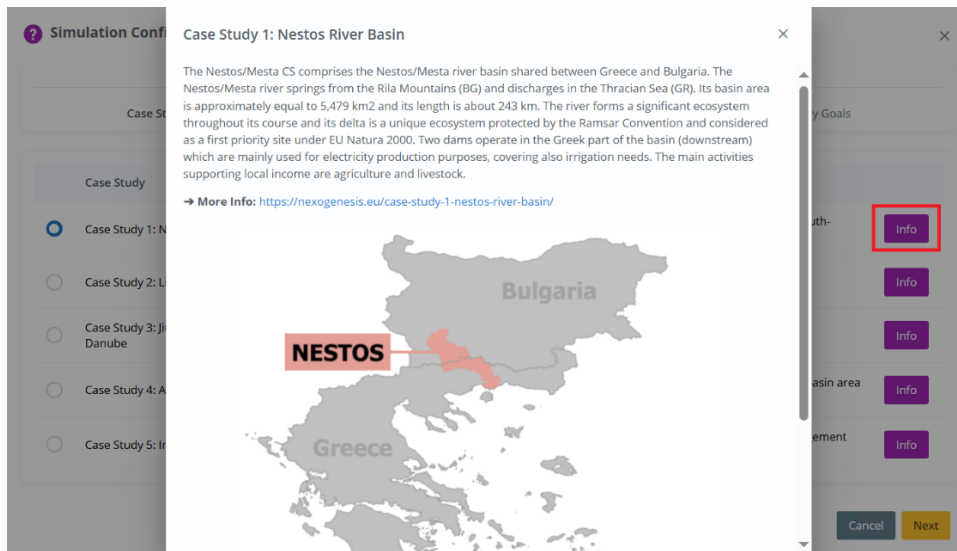 ? Simulation Confi
Case Study 1: Nestos River Basin
The Nestos/Mesta CS comprises the Nestos/Mesta river basin shared between Greece and Bulgaria. The
Nestos/Mesta river springs from the Rila Mountains (BG) and discharges in the Thracian Sea (GR). Its basin area
is approximately equal to 5,479 km2 and its length is about 243 km. The river forms a significant ecosystem
throughout its course and its delta is a unique ecosystem protected by the Ramsar Convention and considered
as a first priority site under EU Natura 2000. Two dams operate in the Greek part of the basin (downstream)
which are mainly used for electricity production purposes, covering also irrigation needs. The main activities
supporting local income are agriculture and livestock.
➔ More Info: https://nexogenesis.eu/case-study-1-nestos-river-basin/
Bulgaria
NESTOS
Greece
Case St
y Goals
Case Study
Case Study 1: N
uth-
Info
Case Study 2: Li
Info
Case Study 3: Ji
Danube
Info
Case Study 4: A
asin area
Info
Case Study 5: In
ement
Info
Cancel
Next